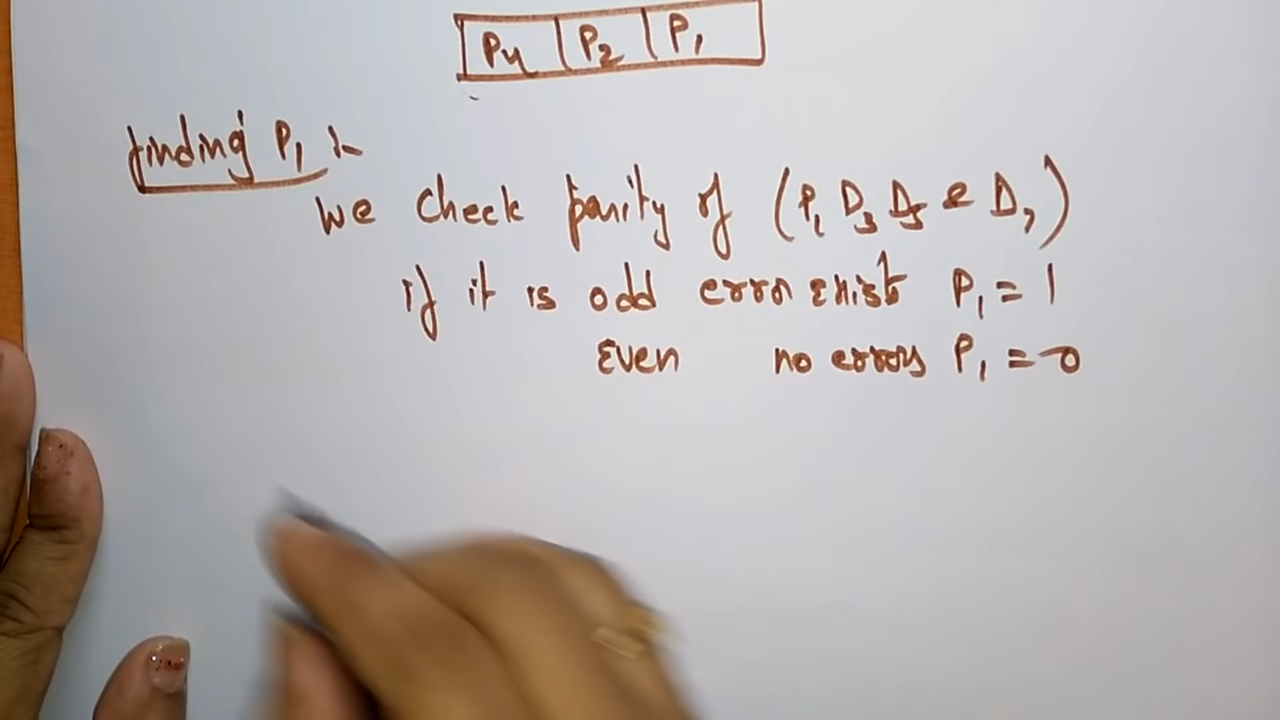 P4 P2 P1
finding P1 :-
We check parity of (P1 D3 D5 & D7)
if it is odd error exist P1 = 1
Even no errors P1 = 0